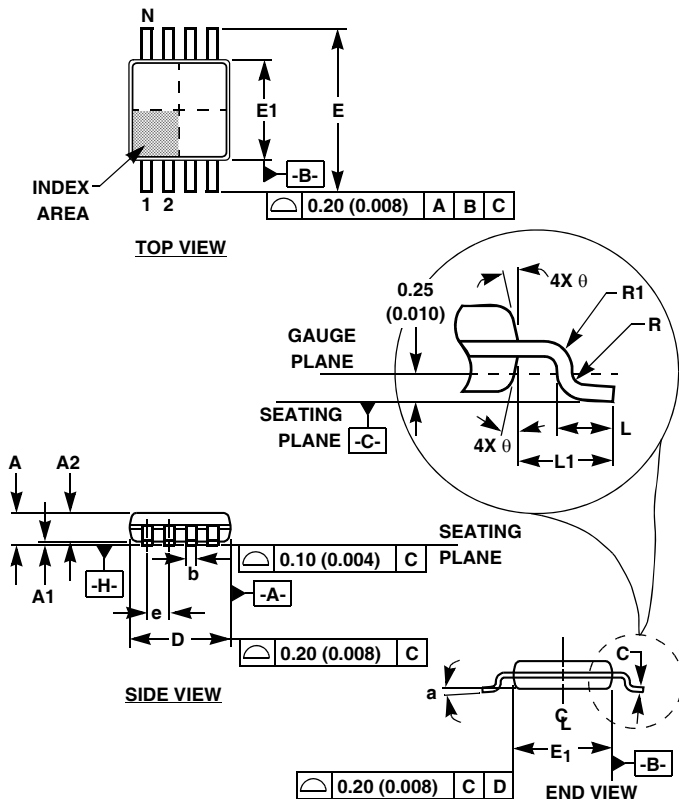 N
E1
E
-B-
INDEX
AREA
1 2
0.20 (0.008) A B C
TOP VIEW
0.25
(0.010)
4X θ
R1
R
GAUGE
PLANE
SEATING
PLANE
-C-
4X θ
L
L1
A
A2
A1
-H-
b
e
D
-A-
SEATING
PLANE
0.10 (0.004) C
0.20 (0.008) C
SIDE VIEW
C
a
CL
E1
-B-
0.20 (0.008) C D
END VIEW